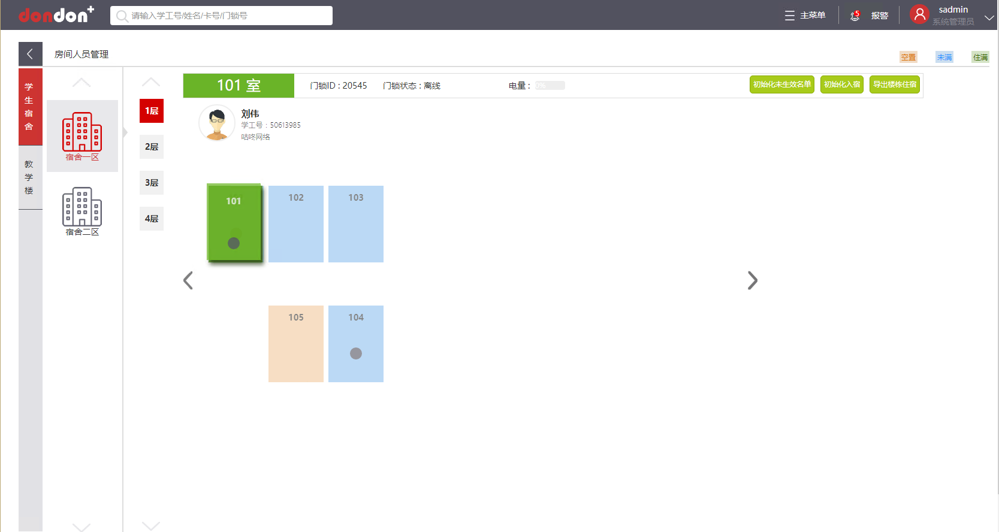 dondon+
请输入学工号/姓名/卡号/门锁号
主菜单
5
报警
sadmin
系统管理员
房间人员管理
空置
未满
住满
学生宿舍
教学楼
宿舍一区
宿舍二区
1层
2层
3层
4层
101 室
门锁ID : 20545
门锁状态 : 离线
电量 :
0%
初始化未生效名单
初始化入宿
导出楼栋住宿
刘伟
学工号 : 50613985
咕咚网络
101
102
103
105
104